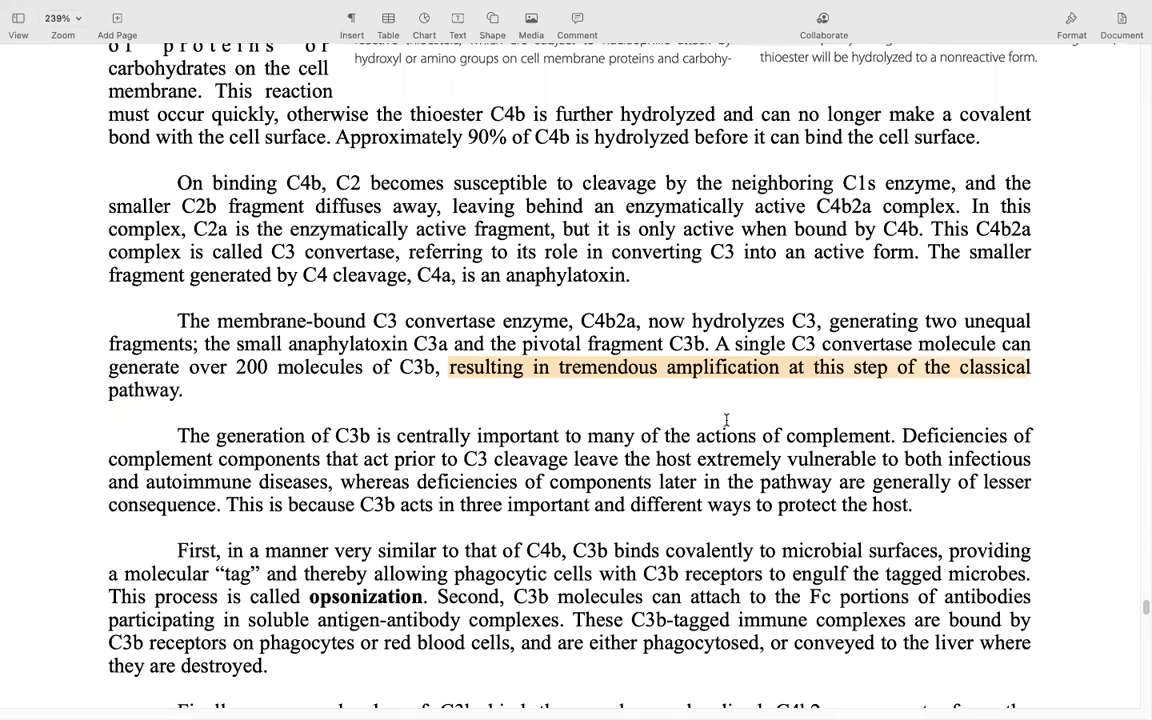 239%
View
Zoom
Add Page
Insert
Table
Chart
Text
Shape
Media
Comment
Collaborate
Format
Document
of proteins or
carbohydrates on the cell
membrane. This reaction
hydroxyl or amino groups on cell membrane proteins and carbohy-
thioester will be hydrolyzed to a nonreactive form.
must occur quickly, otherwise the thioester C4b is further hydrolyzed and can no longer make a covalent
bond with the cell surface. Approximately 90% of C4b is hydrolyzed before it can bind the cell surface.
On binding C4b, C2 becomes susceptible to cleavage by the neighboring C1s enzyme, and the
smaller C2b fragment diffuses away, leaving behind an enzymatically active C4b2a complex. In this
complex, C2a is the enzymatically active fragment, but it is only active when bound by C4b. This C4b2a
complex is called C3 convertase, referring to its role in converting C3 into an active form. The smaller
fragment generated by C4 cleavage, C4a, is an anaphylatoxin.
The membrane-bound C3 convertase enzyme, C4b2a, now hydrolyzes C3, generating two unequal
fragments; the small anaphylatoxin C3a and the pivotal fragment C3b. A single C3 convertase molecule can
generate over 200 molecules of C3b, resulting in tremendous amplification at this step of the classical
pathway.
The generation of C3b is centrally important to many of the actions of complement. Deficiencies of
complement components that act prior to C3 cleavage leave the host extremely vulnerable to both infectious
and autoimmune diseases, whereas deficiencies of components later in the pathway are generally of lesser
consequence. This is because C3b acts in three important and different ways to protect the host.
First, in a manner very similar to that of C4b, C3b binds covalently to microbial surfaces, providing
a molecular “tag” and thereby allowing phagocytic cells with C3b receptors to engulf the tagged microbes.
This process is called opsonization. Second, C3b molecules can attach to the Fc portions of antibodies
participating in soluble antigen-antibody complexes. These C3b-tagged immune complexes are bound by
C3b receptors on phagocytes or red blood cells, and are either phagocytosed, or conveyed to the liver where
they are destroyed.